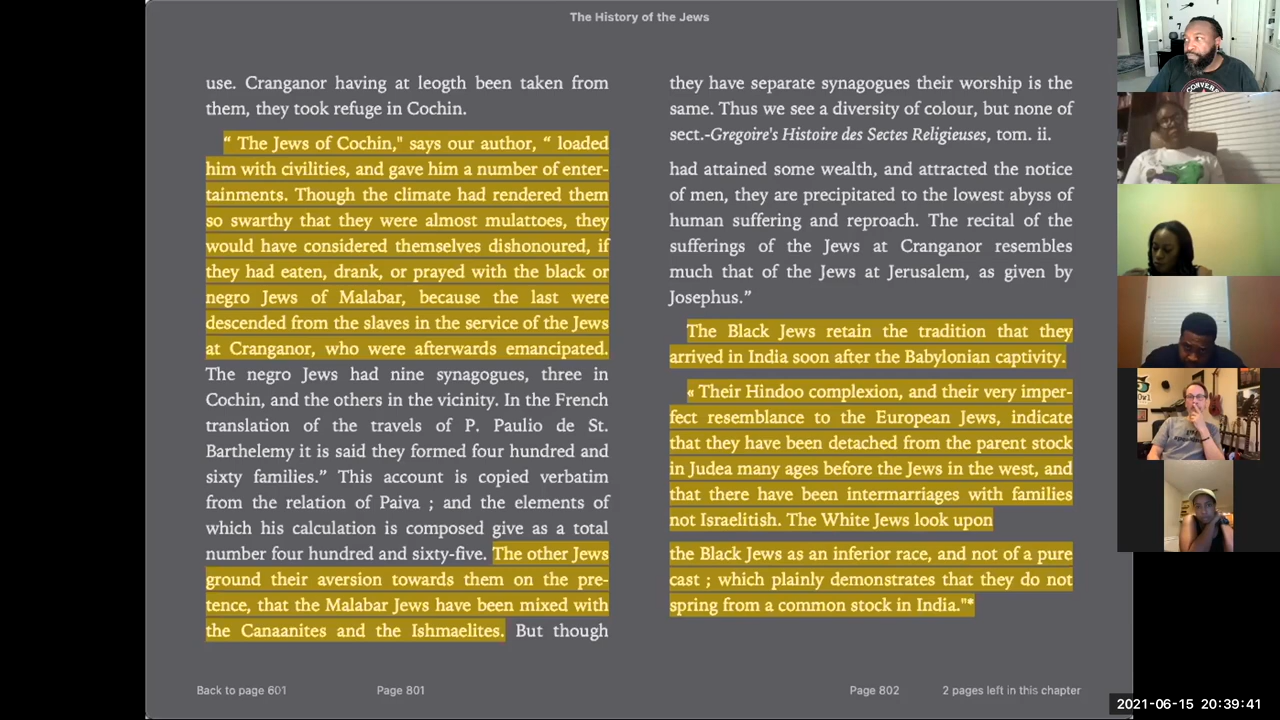 The History of the Jews
use. Cranganor having at leogth been taken from
them, they took refuge in Cochin.
“ The Jews of Cochin," says our author, “ loaded
him with civilities, and gave him a number of enter-
tainments. Though the climate had rendered them
so swarthy that they were almost mulattoes, they
would have considered themselves dishonoured, if
they had eaten, drank, or prayed with the black or
negro Jews of Malabar, because the last were
descended from the slaves in the service of the Jews
at Cranganor, who were afterwards emancipated.
The negro Jews had nine synagogues, three in
Cochin, and the others in the vicinity. In the French
translation of the travels of P. Paulio de St.
Barthelemy it is said they formed four hundred and
sixty families.” This account is copied verbatim
from the relation of Paiva ; and the elements of
which his calculation is composed give as a total
number four hundred and sixty-five. The other Jews
ground their aversion towards them on the pre-
tence, that the Malabar Jews have been mixed with
the Canaanites and the Ishmaelites. But though
they have separate synagogues their worship is the
same. Thus we see a diversity of colour, but none of
sect.-Gregoire's Histoire des Sectes Religieuses, tom. ii.
had attained some wealth, and attracted the notice
of men, they are precipitated to the lowest abyss of
human suffering and reproach. The recital of the
sufferings of the Jews at Cranganor resembles
much that of the Jews at Jerusalem, as given by
Josephus.”
The Black Jews retain the tradition that they
arrived in India soon after the Babylonian captivity.
« Their Hindoo complexion, and their very imper-
fect resemblance to the European Jews, indicate
that they have been detached from the parent stock
in Judea many ages before the Jews in the west, and
that there have been intermarriages with families
not Israelitish. The White Jews look upon
the Black Jews as an inferior race, and not of a pure
cast ; which plainly demonstrates that they do not
spring from a common stock in India."*
Back to page 601
Page 801
Page 802
2 pages left in this chapter
CONVERSE
2021-06-15 20:39:41